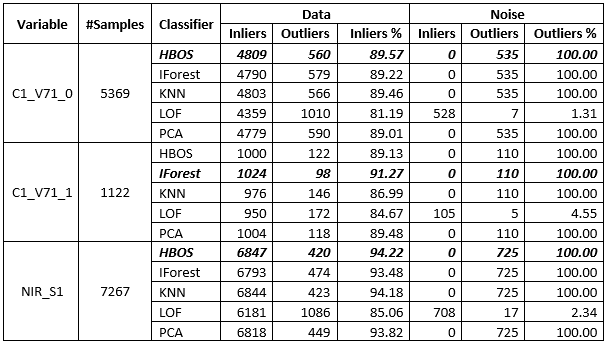 Variable #Samples Classifier Data Noise
Inliers Outliers Inliers % Inliers Outliers Outliers %
C1_V71_0 5369 HBOS 4809 560 89.57 0 535 100.00
IForest 4790 579 89.22 0 535 100.00
KNN 4803 566 89.46 0 535 100.00
LOF 4359 1010 81.19 528 7 1.31
PCA 4779 590 89.01 0 535 100.00
C1_V71_1 1122 HBOS 1000 122 89.13 0 110 100.00
IForest 1024 98 91.27 0 110 100.00
KNN 976 146 86.99 0 110 100.00
LOF 950 172 84.67 105 5 4.55
PCA 1004 118 89.48 0 110 100.00
NIR_S1 7267 HBOS 6847 420 94.22 0 725 100.00
IForest 6793 474 93.48 0 725 100.00
KNN 6844 423 94.18 0 725 100.00
LOF 6181 1086 85.06 708 17 2.34
PCA 6818 449 93.82 0 725 100.00